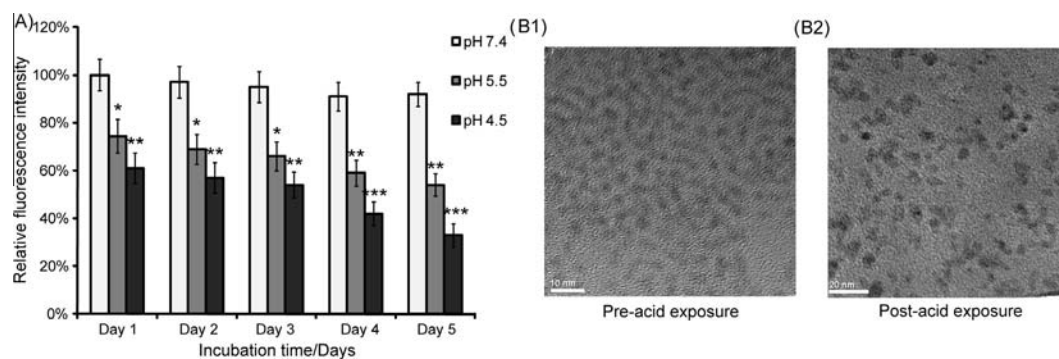 A)
120%
100%
80%
60%
40%
20%
0%
Relative fluorescence intensity
pH 7.4
pH 5.5
pH 4.5
*
**
*
**
*
**
**
***
**
***
Day 1 Day 2 Day 3 Day 4 Day 5
Incubation time/Days
(B1)
10 nm
Pre-acid exposure
(B2)
20 nm
Post-acid exposure